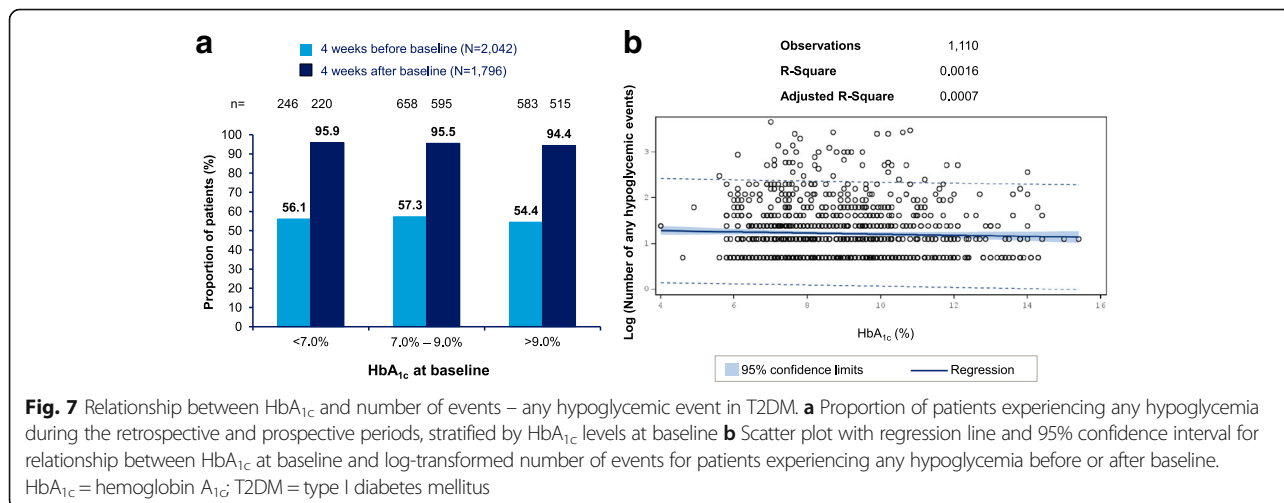 a
4 weeks before baseline (N=2,042)
4 weeks after baseline (N=1,796)
n= 246 220 658 595 583 515
Proportion of patients (%)
100
90
80
70
60
50
40
30
20
10
0
56.1 95.9
57.3 95.5
54.4 94.4
<7.0% 7.0% – 9.0% >9.0%
HbA1c at baseline
b
Observations 1,110
R-Square 0.0016
Adjusted R-Square 0.0007
Log (Number of any hypoglycemic events)
3
2
1
0
4 6 8 10 12 14 16
HbA1c (%)
95% confidence limits Regression
Fig. 7 Relationship between HbA1c and number of events – any hypoglycemic event in T2DM. a Proportion of patients experiencing any hypoglycemia
during the retrospective and prospective periods, stratified by HbA1c levels at baseline b Scatter plot with regression line and 95% confidence interval for
relationship between HbA1c at baseline and log-transformed number of events for patients experiencing any hypoglycemia before or after baseline.
HbA1c = hemoglobin A1c; T2DM = type I diabetes mellitus